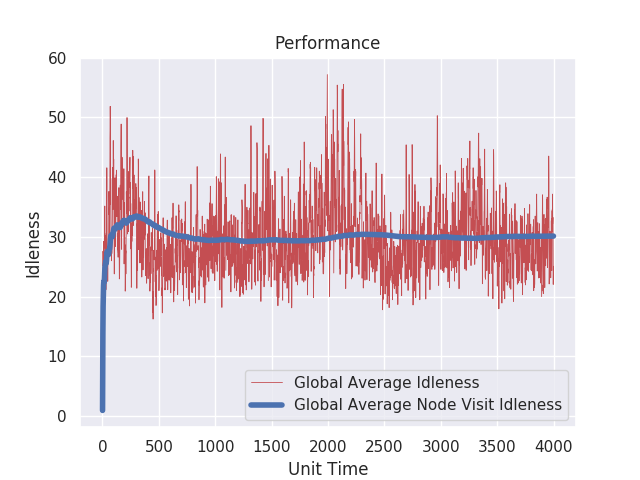 Performance
60
50
40
30
20
10
0
Idleness
Global Average Idleness
Global Average Node Visit Idleness
0 500 1000 1500 2000 2500 3000 3500 4000
Unit Time